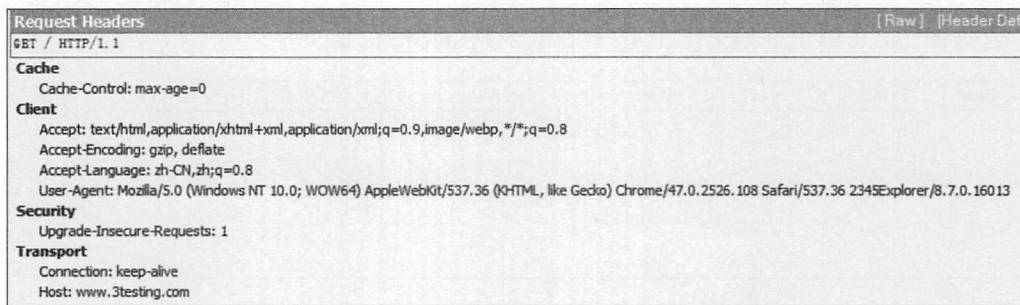 Request Headers [Raw] [Header Def
GET / HTTP/1.1
Cache
Cache-Control: max-age=0
Client
Accept: text/html,application/xhtml+xml,application/xml;q=0.9,image/webp,*/*;q=0.8
Accept-Encoding: gzip, deflate
Accept-Language: zh-CN,zh;q=0.8
User-Agent: Mozilla/5.0 (Windows NT 10.0; WOW64) AppleWebKit/537.36 (KHTML, like Gecko) Chrome/47.0.2526.108 Safari/537.36 2345Explorer/8.7.0.16013
Security
Upgrade-Insecure-Requests: 1
Transport
Connection: keep-alive
Host: www.3testing.com